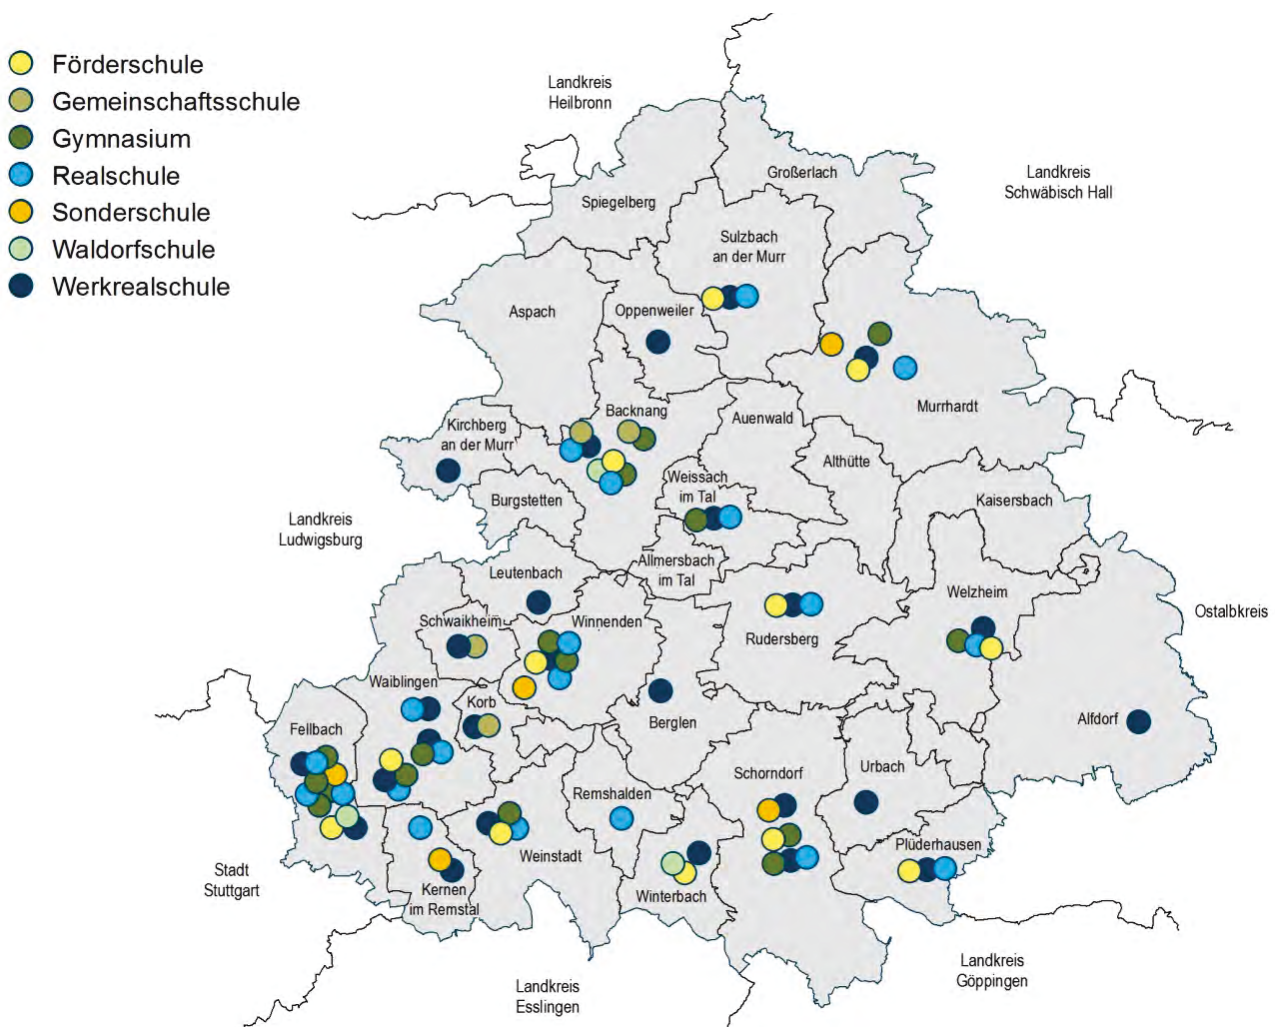 Förderschule
Gemeinschaftsschule
Gymnasium
Realschule
Sonderschule
Waldorfschule
Werkrealschule
Landkreis
Heilbronn
Landkreis
Schwäbisch Hall
Großerlach
Spiegelberg
Sulzbach
an der Murr
Aspach
Oppenweiler
Murrhardt
Backnang
Auenwald
Kirchberg
an der Murr
Althütte
Weissach
im Tal
Kaisersbach
Burgstetten
Landkreis
Ludwigsburg
Allmersbach
im Tal
Leutenbach
Welzheim
Ostalbkreis
Schwaikheim
Winnenden
Rudersberg
Waiblingen
Korb
Berglen
Alfdorf
Fellbach
Urbach
Schorndorf
Remshalden
Plüderhausen
Weinstadt
Stadt
Stuttgart
Kernen
im Remstal
Winterbach
Landkreis
Göppingen
Landkreis
Esslingen